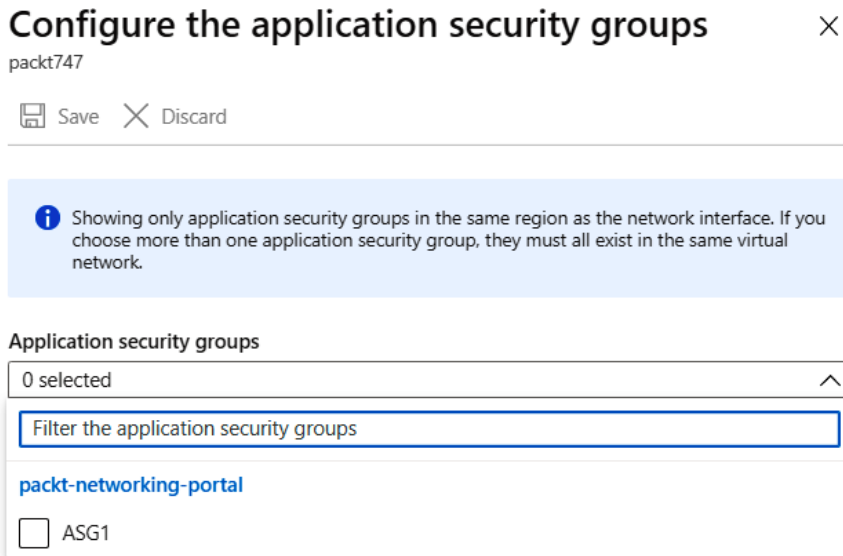 Configure the application security groups
packt747
Save Discard
Showing only application security groups in the same region as the network interface. If you
choose more than one application security group, they must all exist in the same virtual
network.
Application security groups
0 selected
Filter the application security groups
packt-networking-portal
ASG1